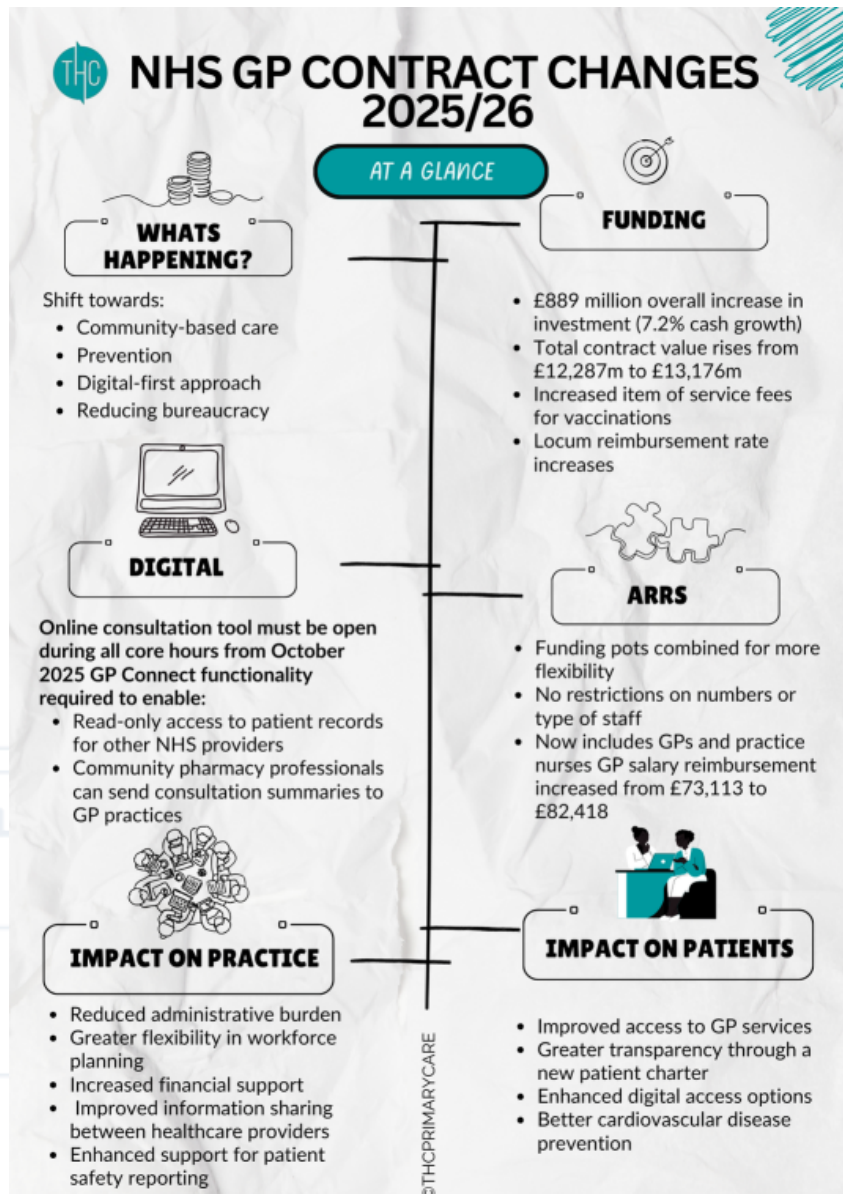 THC
NHS GP CONTRACT CHANGES
2025/26
AT A GLANCE
WHATS
HAPPENING?
Shift towards:
• Community-based care
• Prevention
• Digital-first approach
• Reducing bureaucracy
FUNDING
• £889 million overall increase in
investment (7.2% cash growth)
• Total contract value rises from
£12,287m to £13,176m
• Increased item of service fees
for vaccinations
• Locum reimbursement rate
increases
DIGITAL
Online consultation tool must be open
during all core hours from October
2025 GP Connect functionality
required to enable:
• Read-only access to patient records
for other NHS providers
• Community pharmacy professionals
can send consultation summaries to
GP practices
ARRS
• Funding pots combined for more
flexibility
• No restrictions on numbers or
type of staff
• Now includes GPs and practice
nurses GP salary reimbursement
increased from £73,113 to
£82,418
IMPACT ON PRACTICE
• Reduced administrative burden
• Greater flexibility in workforce
planning
• Increased financial support
• Improved information sharing
between healthcare providers
• Enhanced support for patient
safety reporting
IMPACT ON PATIENTS
• Improved access to GP services
• Greater transparency through a
new patient charter
• Enhanced digital access options
• Better cardiovascular disease
prevention
©THCPRIMARYCARE